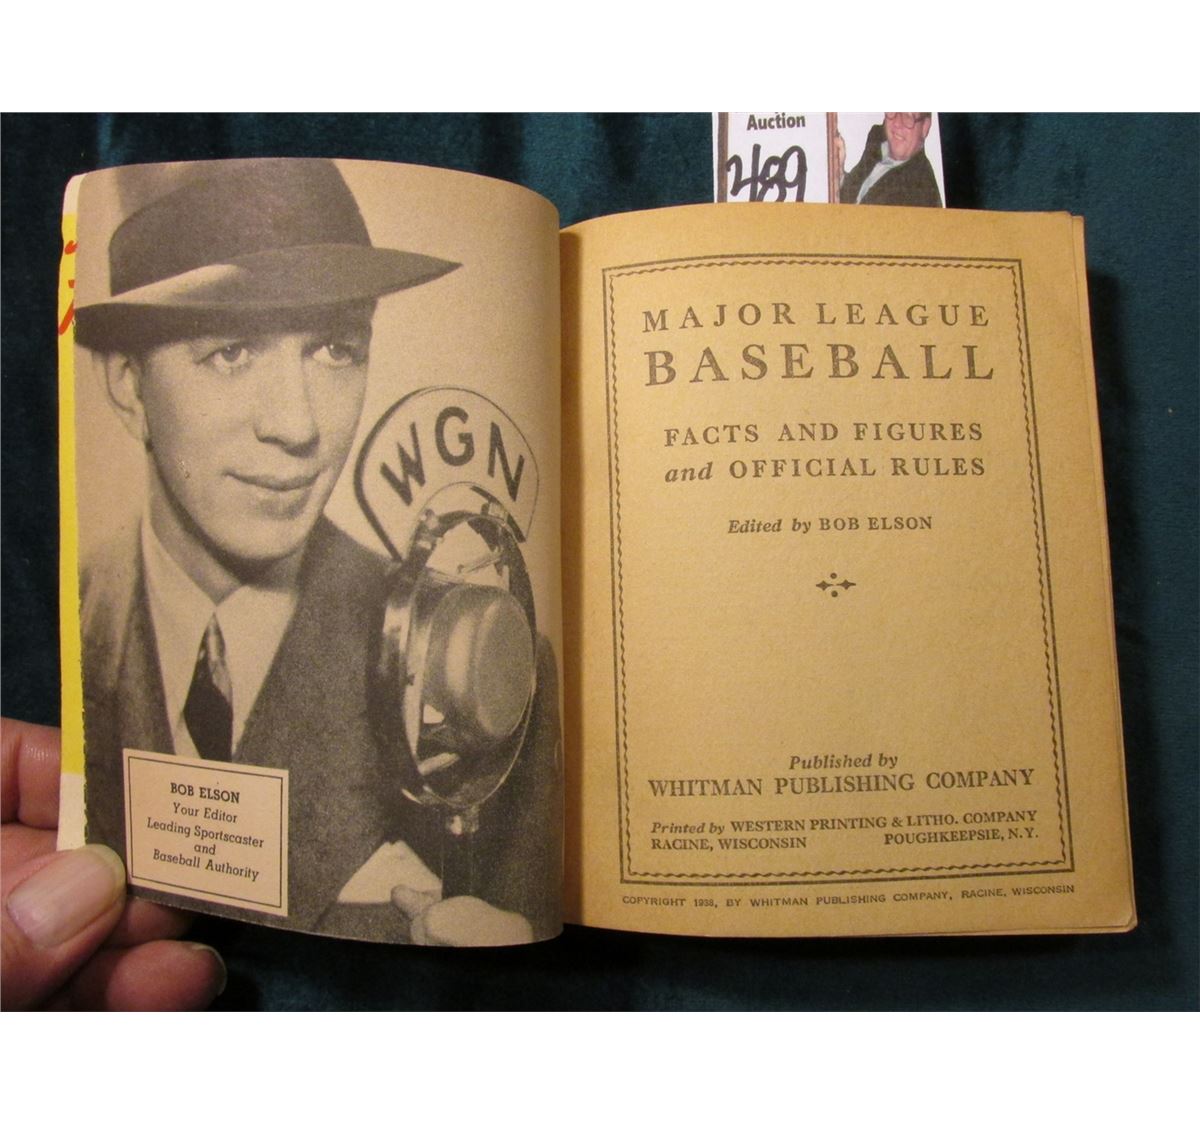 Auction
489
WGN
BOB ELSON
Your Editor
Leading Sportscaster
and
Baseball Authority
MAJOR LEAGUE
BASEBALL
FACTS AND FIGURES
and OFFICIAL RULES
Edited by BOB ELSON
Published by
WHITMAN PUBLISHING COMPANY
Printed by WESTERN PRINTING & LITHO. COMPANY
RACINE, WISCONSIN POUGHKEEPSIE, N.Y.
COPYRIGHT 1938, BY WHITMAN PUBLISHING COMPANY, RACINE, WISCONSIN